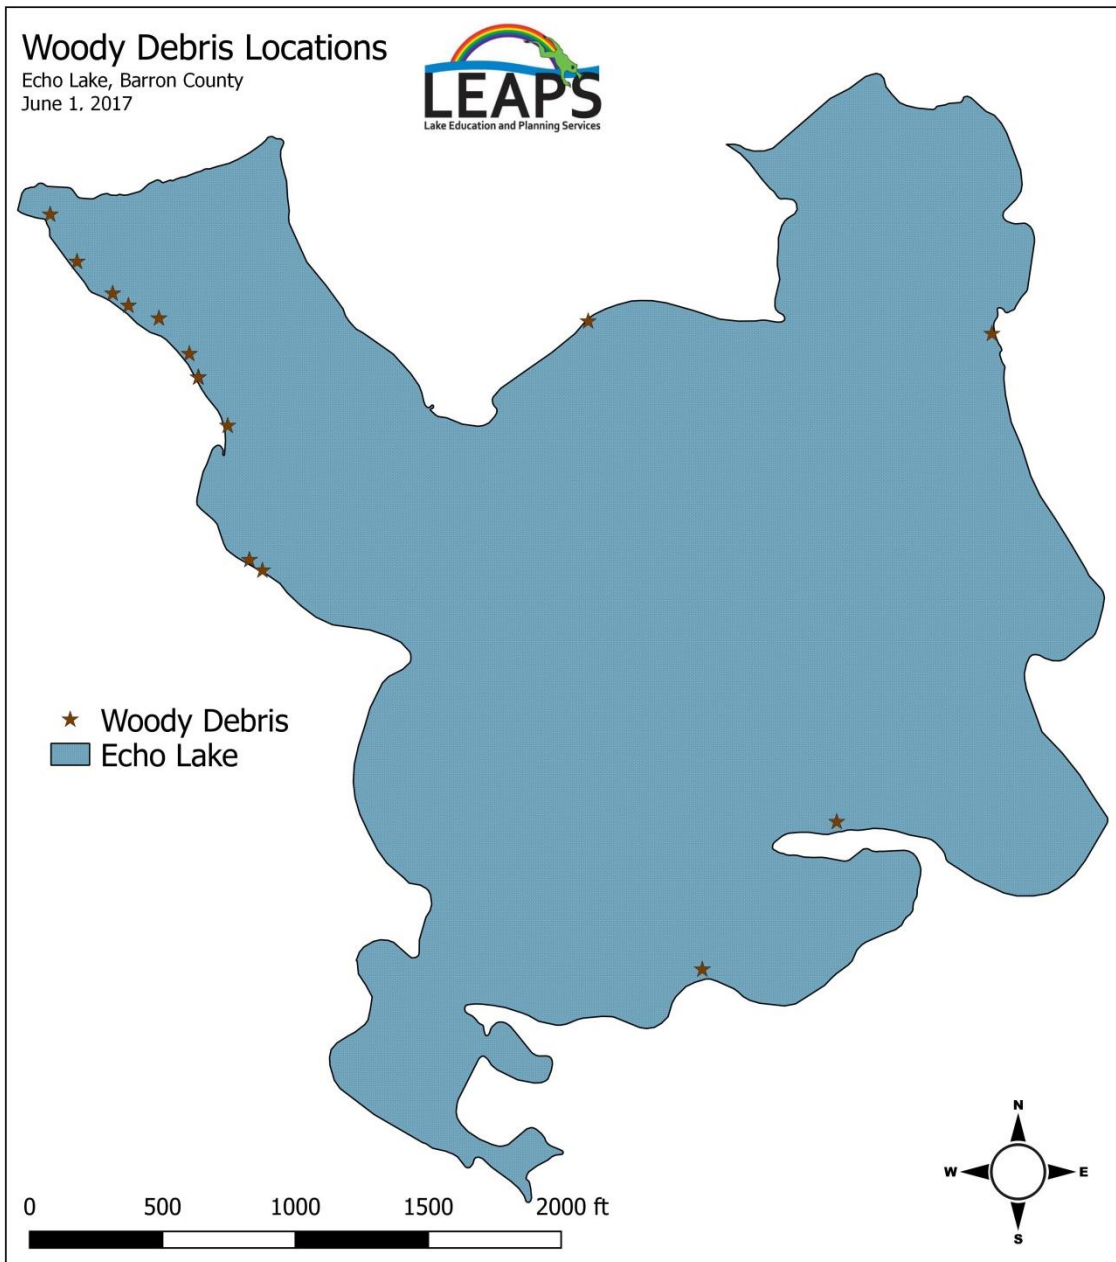 Woody Debris Locations
Echo Lake, Barron County
June 1, 2017
LEAPS
Lake Education and Planning Services
Woody Debris
Echo Lake
N
W E
S
0 500 1000 1500 2000 ft